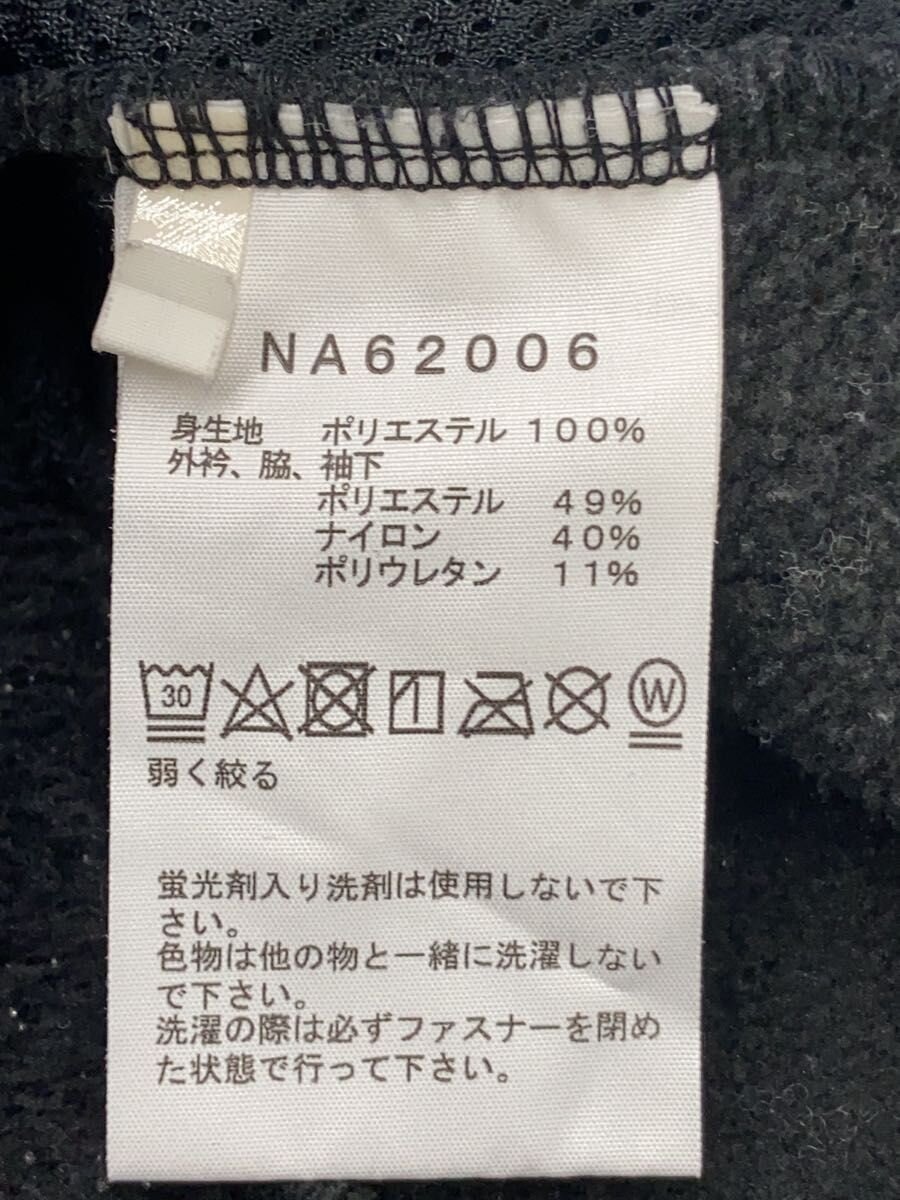 NA62006
身生地 ポリエステル 100%
外衿、脇、袖下
ポリエステル 49%
ナイロン 40%
ポリウレタン 11%
30 W
弱く絞る
蛍光剤入り洗剤は使用しないで下
さい。
色物は他の物と一緒に洗濯しない
で下さい。
洗濯の際は必ずファスナーを閉め
た状態で行って下さい。